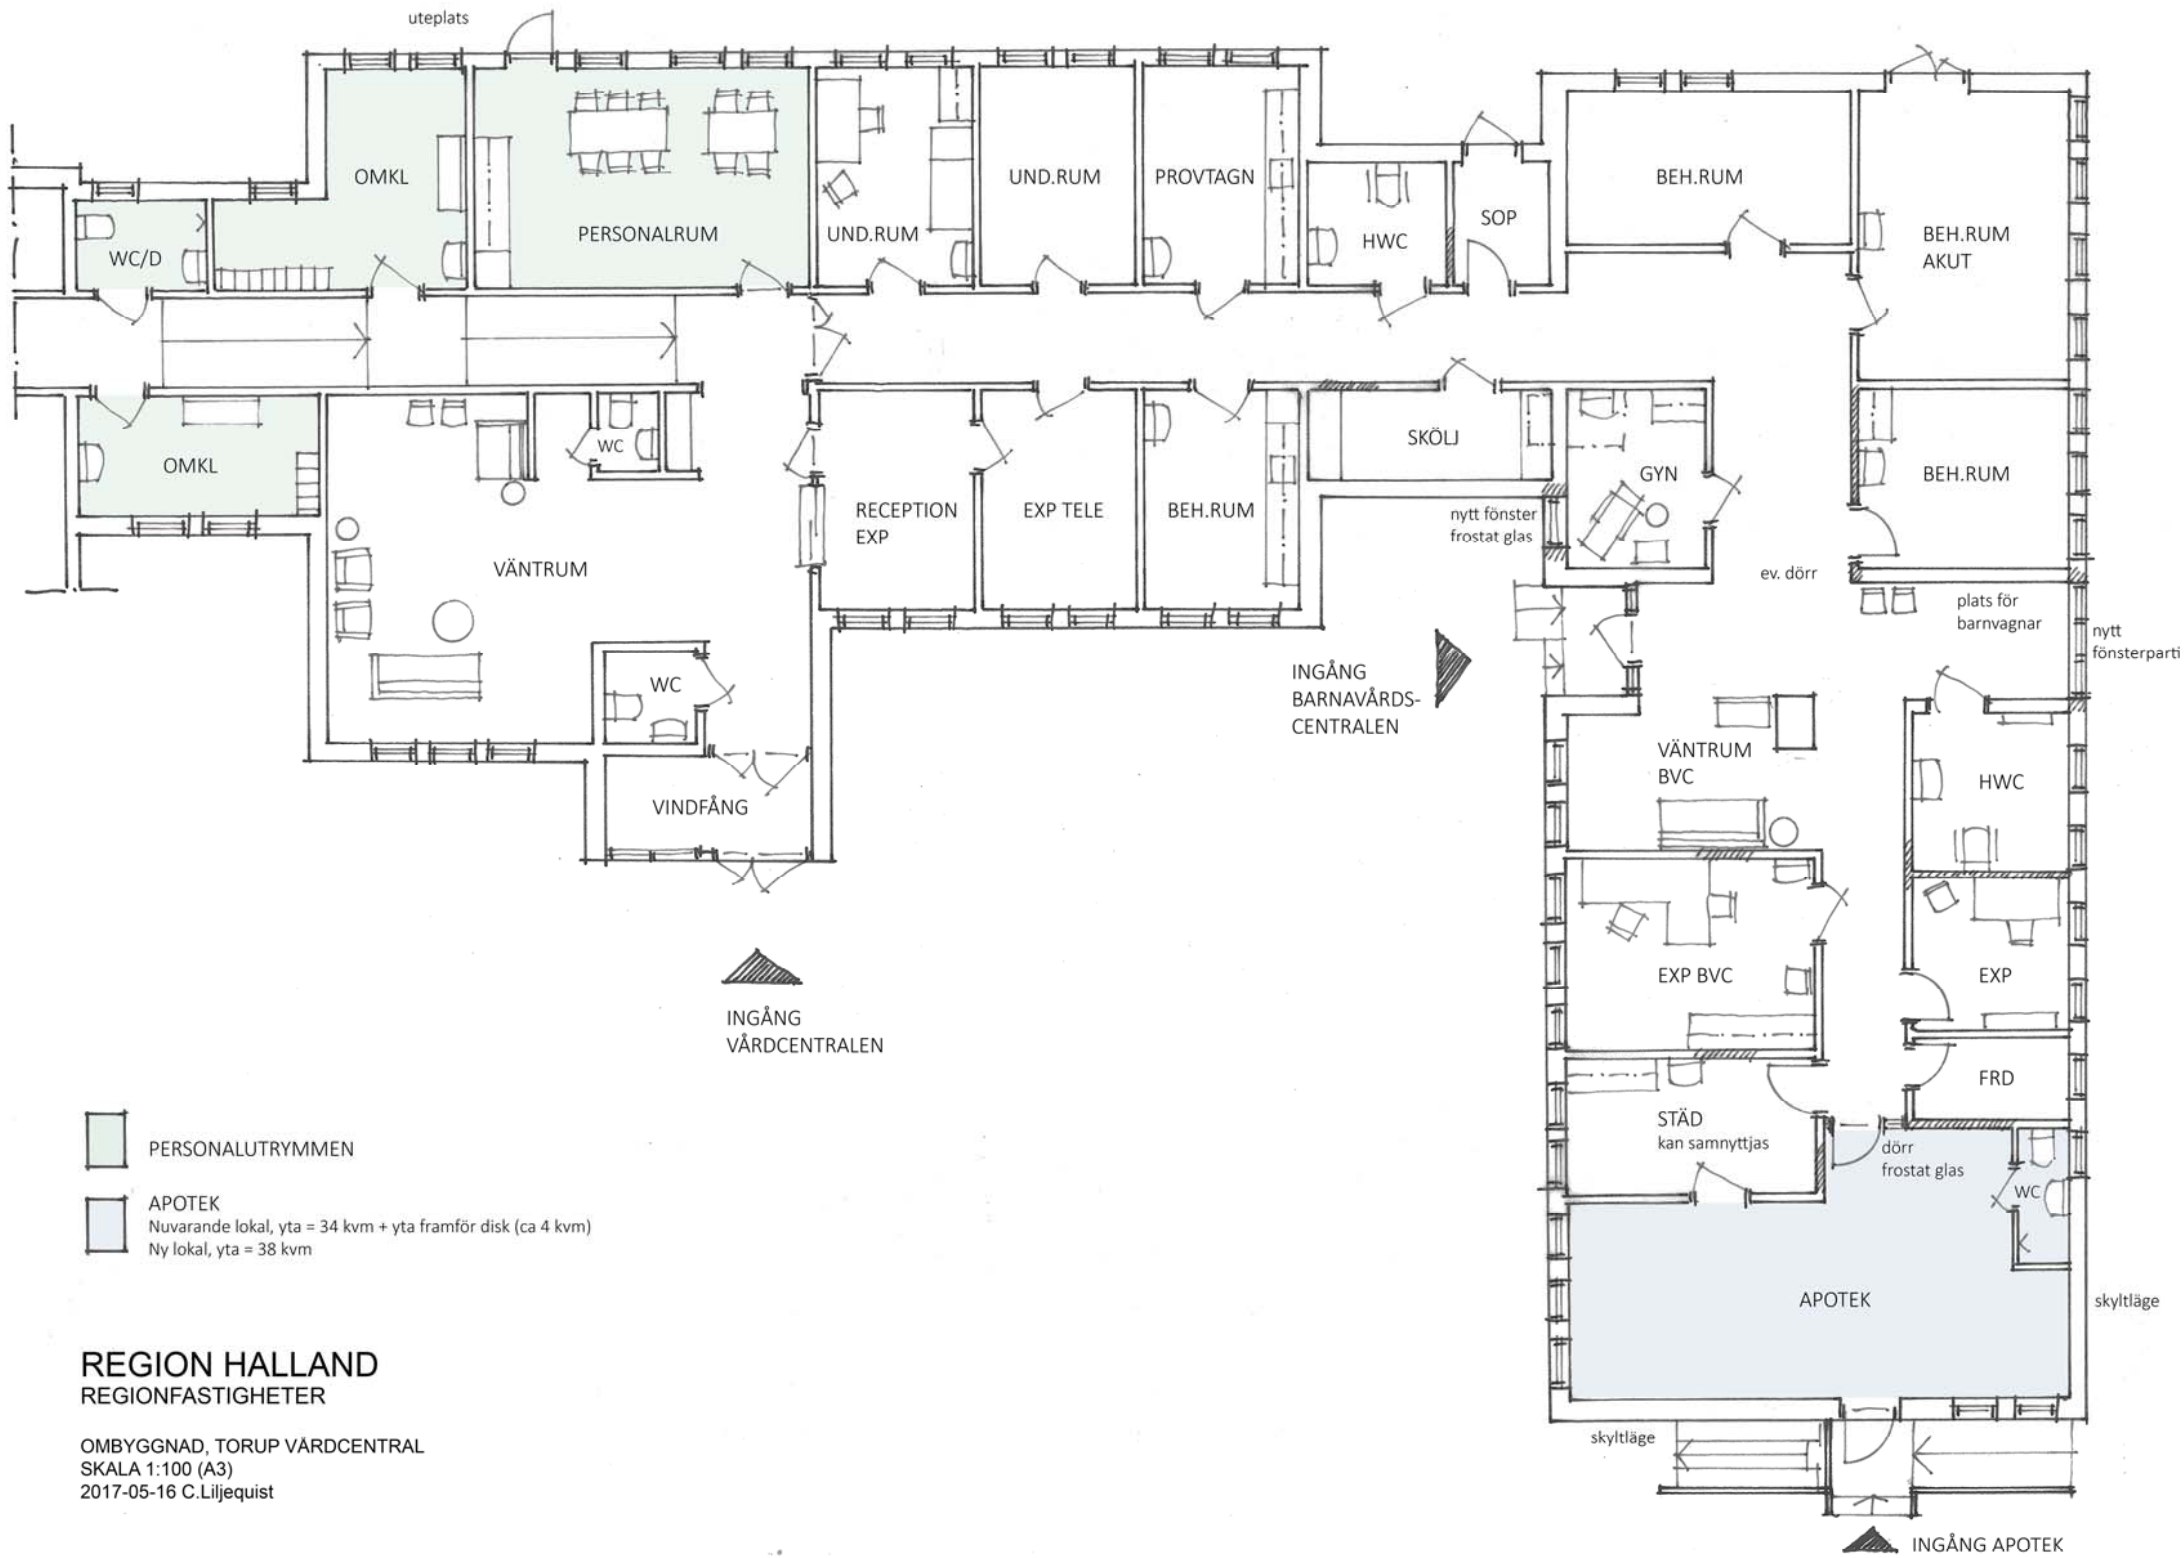 uteplats
OMKL
WC/D
PERSONALRUM
UND.RUM
UND.RUM
PROVTAGN
HWC
SOP
BEH.RUM
BEH.RUM
AKUT
OMKL
WC
VÄNTRUM
RECEPTION
EXP
EXP TELE
BEH.RUM
SKÖLJ
GYN
BEH.RUM
nytt fönster
frostat glas
ev. dörr
plats för
barnvagnar
nytt
fönsterparti
WC
VINDFÅNG
INGÅNG
BARNAVÅRDS-
CENTRALEN
VÄNTRUM
BVC
HWC
EXP BVC
EXP
FRD
INGÅNG
VÅRDCENTRALEN
STÄD
kan samnyttjas
dörr
frostat glas
WC
APOTEK
skyltläge
skyltläge
INGÅNG APOTEK
PERSONALUTRYMMEN
APOTEK
Nuvarande lokal, yta = 34 kvm + yta framför disk (ca 4 kvm)
Ny lokal, yta = 38 kvm
REGION HALLAND
REGIONFASTIGHETER
OMBYGGNAD, TORUP VÅRDCENTRAL
SKALA 1:100 (A3)
2017-05-16 C.Liljequist